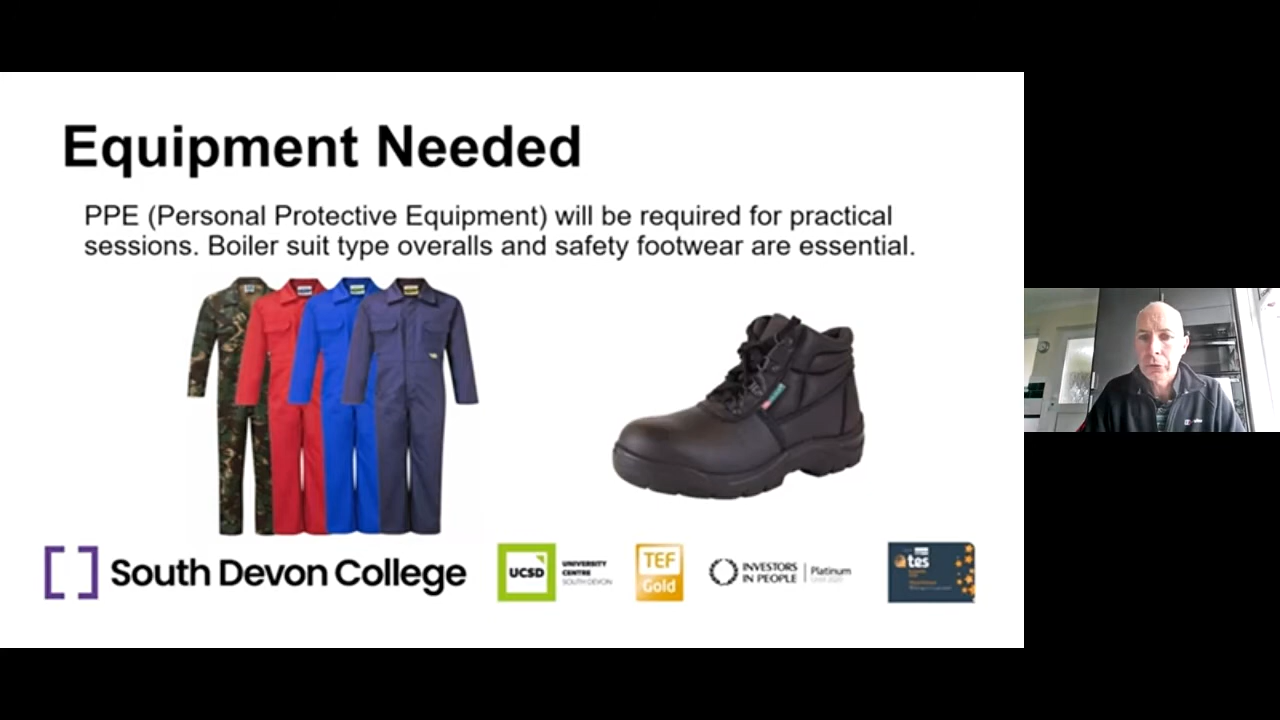 Equipment Needed
PPE (Personal Protective Equipment) will be required for practical
sessions. Boiler suit type overalls and safety footwear are essential.
South Devon College
UCSD
UNIVERSITY
CENTRE
SOUTH DEVON
TEF
Gold
INVESTORS
IN PEOPLE
Platinum
tes